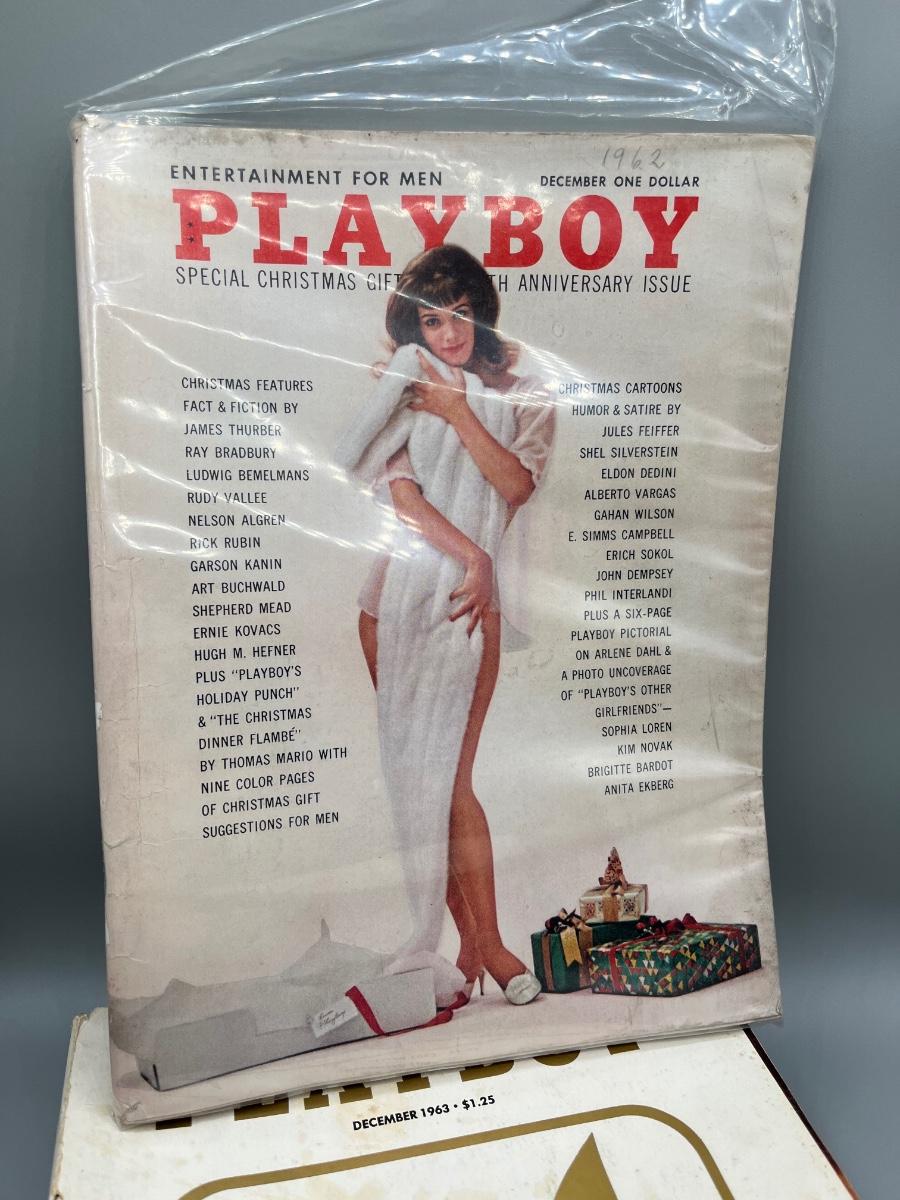 1962
ENTERTAINMENT FOR MEN
DECEMBER ONE DOLLAR
PLAYBOY
SPECIAL CHRISTMAS GIFT TH ANNIVERSARY ISSUE
CHRISTMAS FEATURES
FACT & FICTION BY
JAMES THURBER
RAY BRADBURY
LUDWIG BEMELMANS
RUDY VALLEE
NELSON ALGREN
RICK RUBIN
GARSON KANIN
ART BUCHWALD
SHEPHERD MEAD
ERNIE KOVACS
HUGH M. HEFNER
PLUS "PLAYBOY'S
HOLIDAY PUNCH"
& "THE CHRISTMAS
DINNER FLAMBÉ"
BY THOMAS MARIO WITH
NINE COLOR PAGES
OF CHRISTMAS GIFT
SUGGESTIONS FOR MEN
CHRISTMAS CARTOONS
HUMOR & SATIRE BY
JULES FEIFFER
SHEL SILVERSTEIN
ELDON DEDINI
ALBERTO VARGAS
GAHAN WILSON
E. SIMMS CAMPBELL
ERICH SOKOL
JOHN DEMPSEY
PHIL INTERLANDI
PLUS A SIX-PAGE
PLAYBOY PICTORIAL
ON ARLENE DAHL &
A PHOTO UNCOVERAGE
OF "PLAYBOY'S OTHER
GIRLFRIENDS"—
SOPHIA LOREN
KIM NOVAK
BRIGITTE BARDOT
ANITA EKBERG
PLAYBOY
DECEMBER 1963 • $1.25